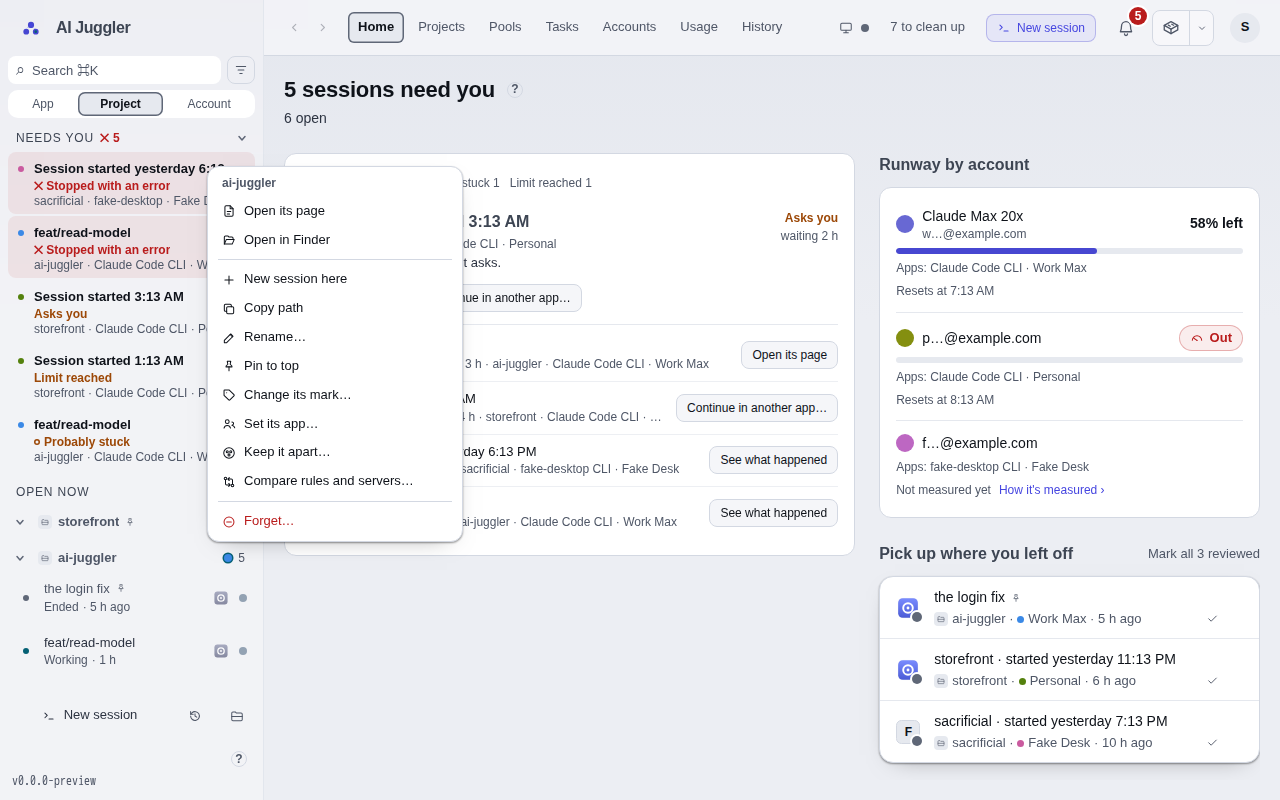 AI Juggler
Home
Projects
Pools
Tasks
Accounts
Usage
History
7 to clean up
New session
5
S
Search ⌘K
App
Project
Account
NEEDS YOU 5
Session started yesterday
Stopped with an error
sacrificial · fake-desktop · Fake
feat/read-model
Stopped with an error
ai-juggler · Claude Code CLI ·
Session started 3:13 AM
Asks you
storefront · Claude Code CLI ·
Session started 1:13 AM
Limit reached
storefront · Claude Code CLI ·
feat/read-model
Probably stuck
ai-juggler · Claude Code CLI ·
OPEN NOW
storefront
ai-juggler
5
the login fix
Ended · 5 h ago
feat/read-model
Working · 1 h
New session
?
v0.0.0-preview
ai-juggler
Open its page
Open in Finder
New session here
Copy path
Rename…
Pin to top
Change its mark…
Set its app…
Keep it apart…
Compare rules and servers…
Forget…
5 sessions need you ?
6 open
stuck 1 Limit reached 1
3:13 AM
Asks you
CLI · Personal
waiting 2 h
asks.
in another app…
3 h · ai-juggler · Claude Code CLI · Work Max
Open its page
AM
h · storefront · Claude Code CLI · …
Continue in another app…
6:13 PM
sacrificial · fake-desktop CLI · Fake Desk
See what happened
ai-juggler · Claude Code CLI · Work Max
See what happened
Runway by account
Claude Max 20x
w…@example.com
58% left
Apps: Claude Code CLI · Work Max
Resets at 7:13 AM
p…@example.com
Out
Apps: Claude Code CLI · Personal
Resets at 8:13 AM
f…@example.com
Apps: fake-desktop CLI · Fake Desk
Not measured yet How it's measured ›
Pick up where you left off
Mark all 3 reviewed
the login fix
ai-juggler · Work Max · 5 h ago
storefront · started yesterday 11:13 PM
storefront · Personal · 6 h ago
F
sacrificial · started yesterday 7:13 PM
sacrificial · Fake Desk · 10 h ago